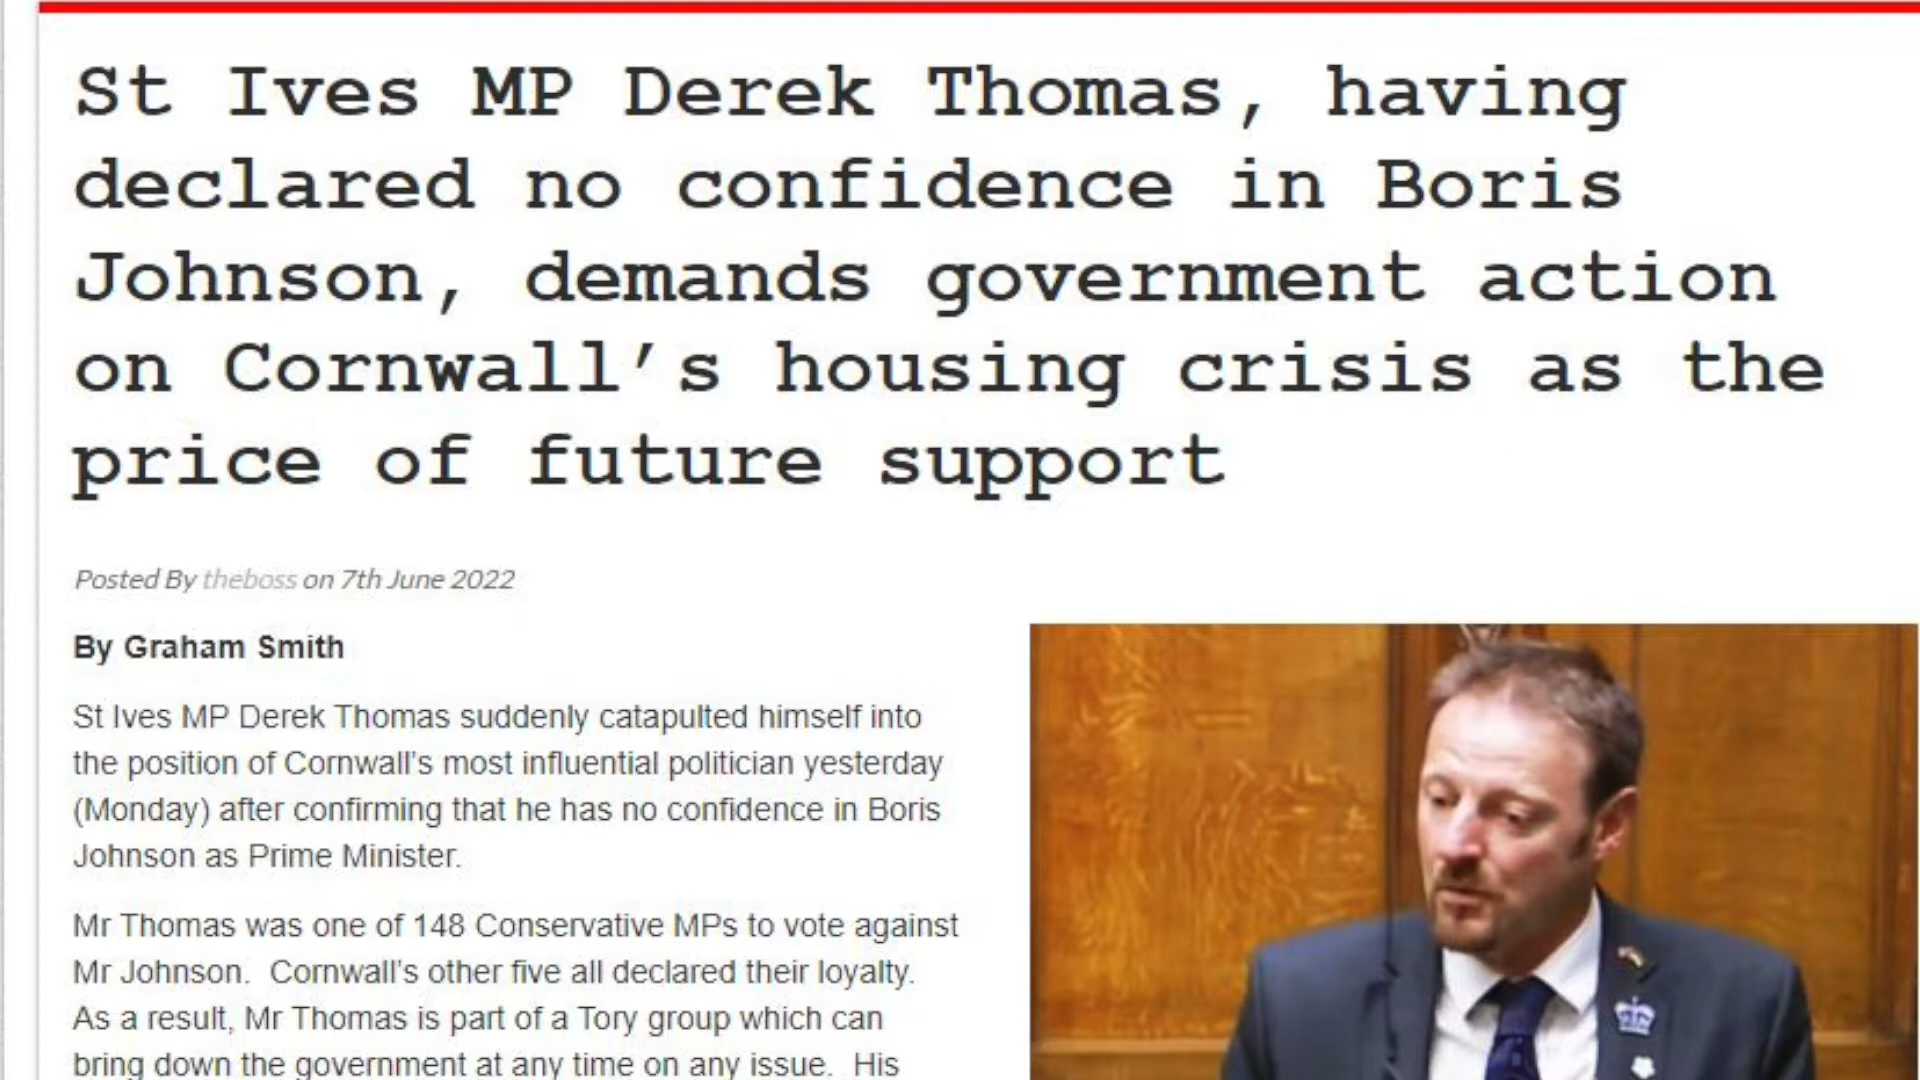 St Ives MP Derek Thomas, having
declared no confidence in Boris
Johnson, demands government action
on Cornwall’s housing crisis as the
price of future support
Posted By theboss on 7th June 2022
By Graham Smith
St Ives MP Derek Thomas suddenly catapulted himself into
the position of Cornwall's most influential politician yesterday
(Monday) after confirming that he has no confidence in Boris
Johnson as Prime Minister.
Mr Thomas was one of 148 Conservative MPs to vote against
Mr Johnson.  Cornwall's other five all declared their loyalty.
As a result, Mr Thomas is part of a Tory group which can
bring down the government at any time on any issue.  His